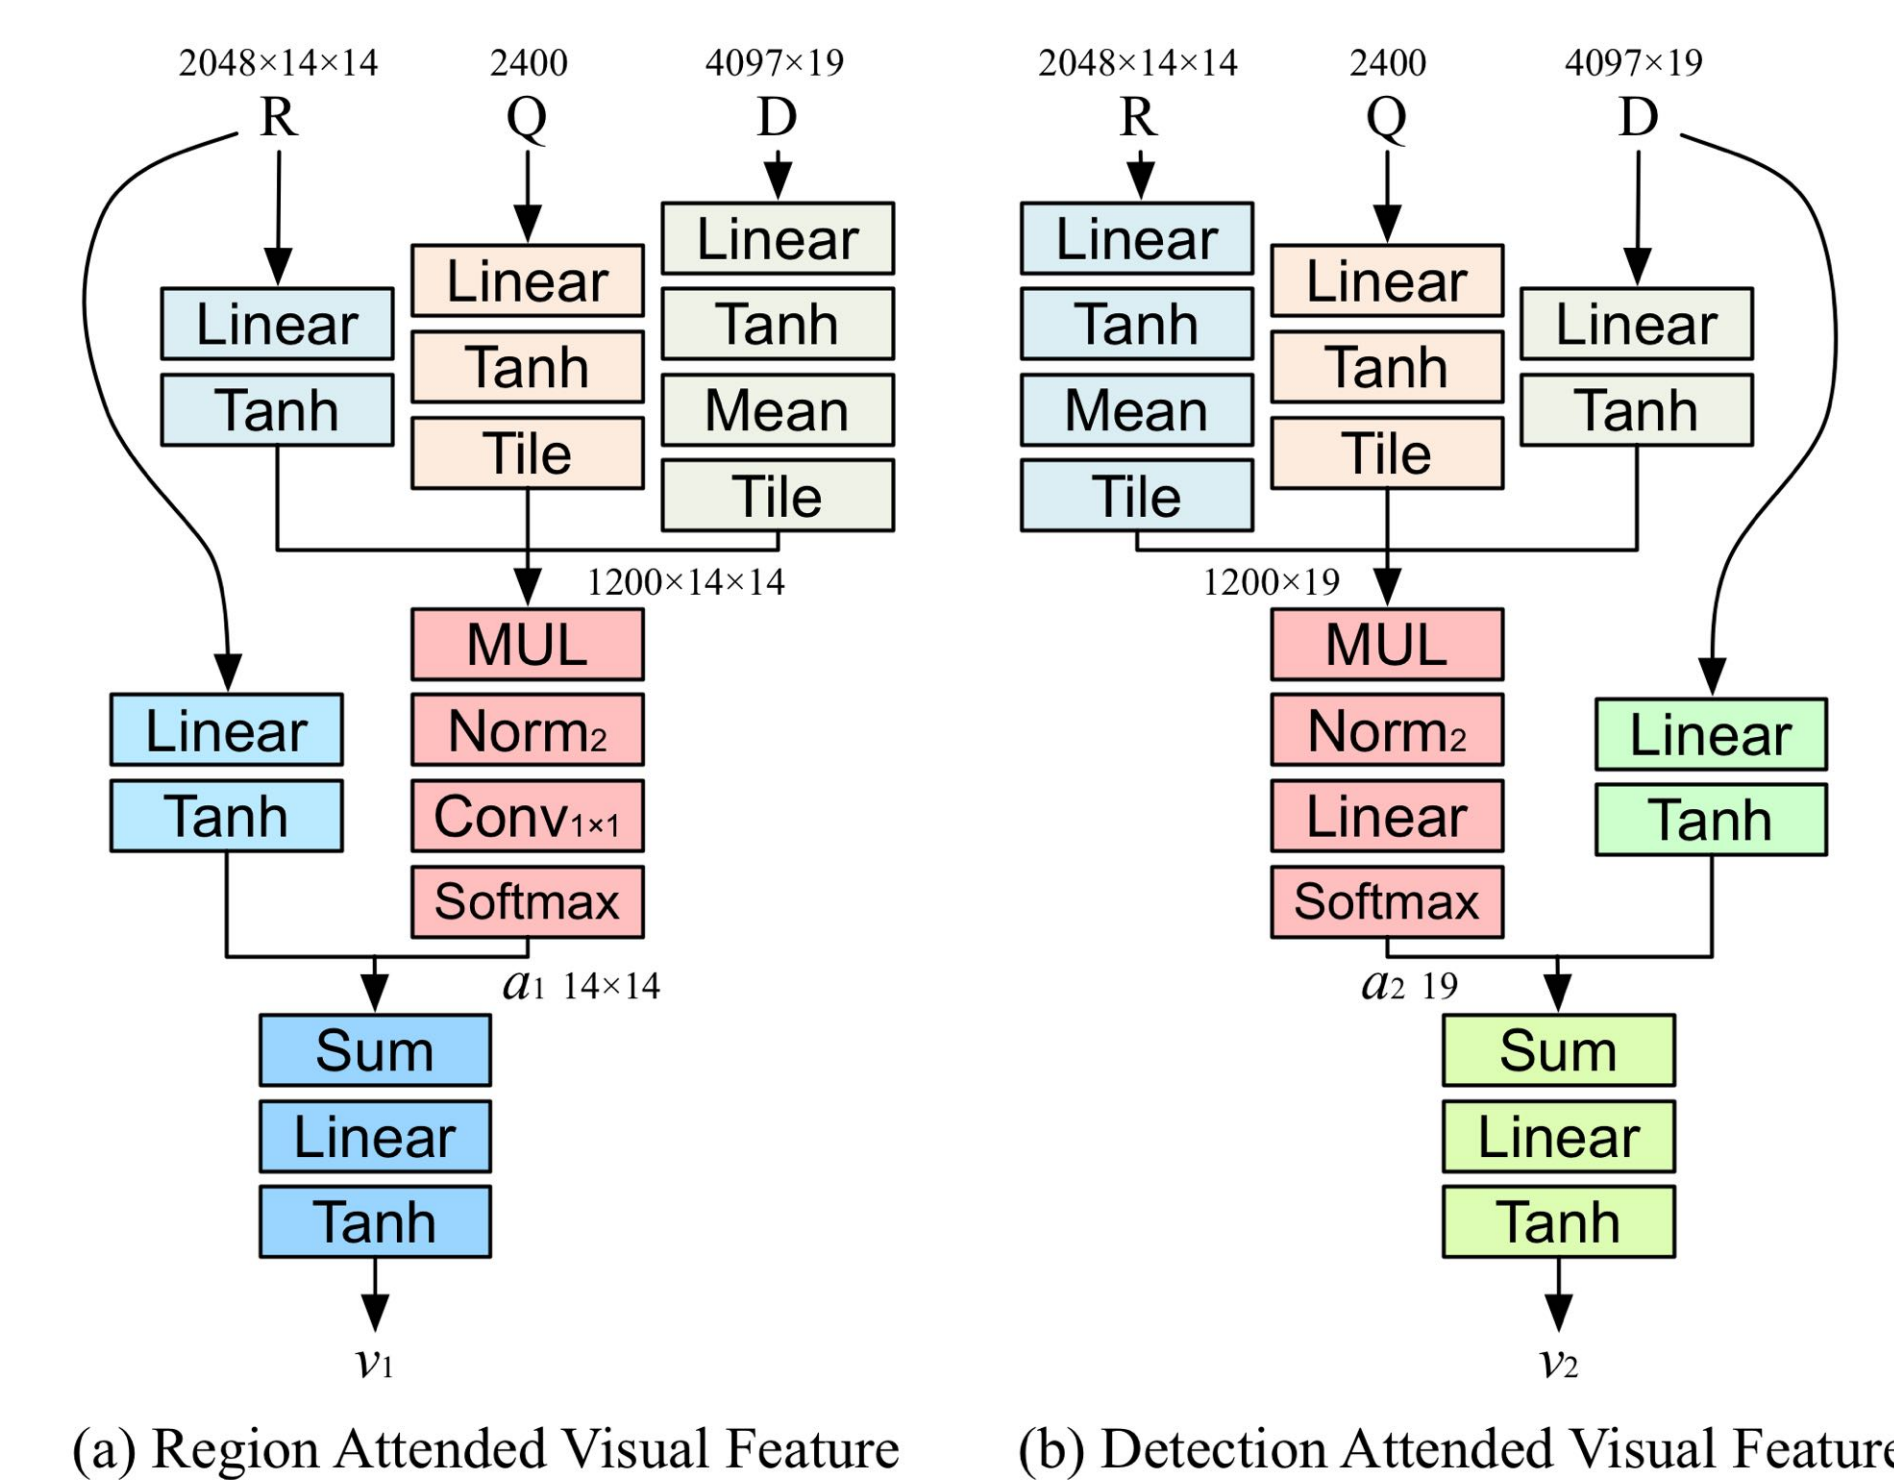 2048×14×14
2400
4097×19
R
Q
D
Linear
Tanh
Linear
Tanh
Tile
Linear
Tanh
Mean
Tile
1200×14×14
MUL
Norm2
Conv1×1
Softmax
Linear
Tanh
a1 14×14
Sum
Linear
Tanh
v1
(a) Region Attended Visual Feature
2048×14×14
2400
4097×19
R
Q
D
Linear
Tanh
Mean
Tile
Linear
Tanh
Tile
Linear
Tanh
1200×19
MUL
Norm2
Linear
Softmax
Linear
Tanh
a2 19
Sum
Linear
Tanh
v2
(b) Detection Attended Visual Feature